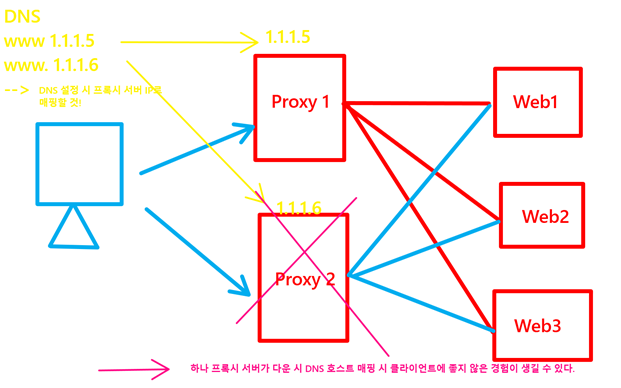 DNS
www 1.1.1.5
1.1.1.5
www. 1.1.1.6
--> DNS 설정 시 프록시 서버 IP로
매핑할 것!
Proxy 1
Web1
1.1.1.6
Web2
Proxy 2
Web3
하나 프록시 서버가 다운 시 DNS 호스트 매핑 시 클라이언트에 좋지 않은 경험이 생길 수 있다.